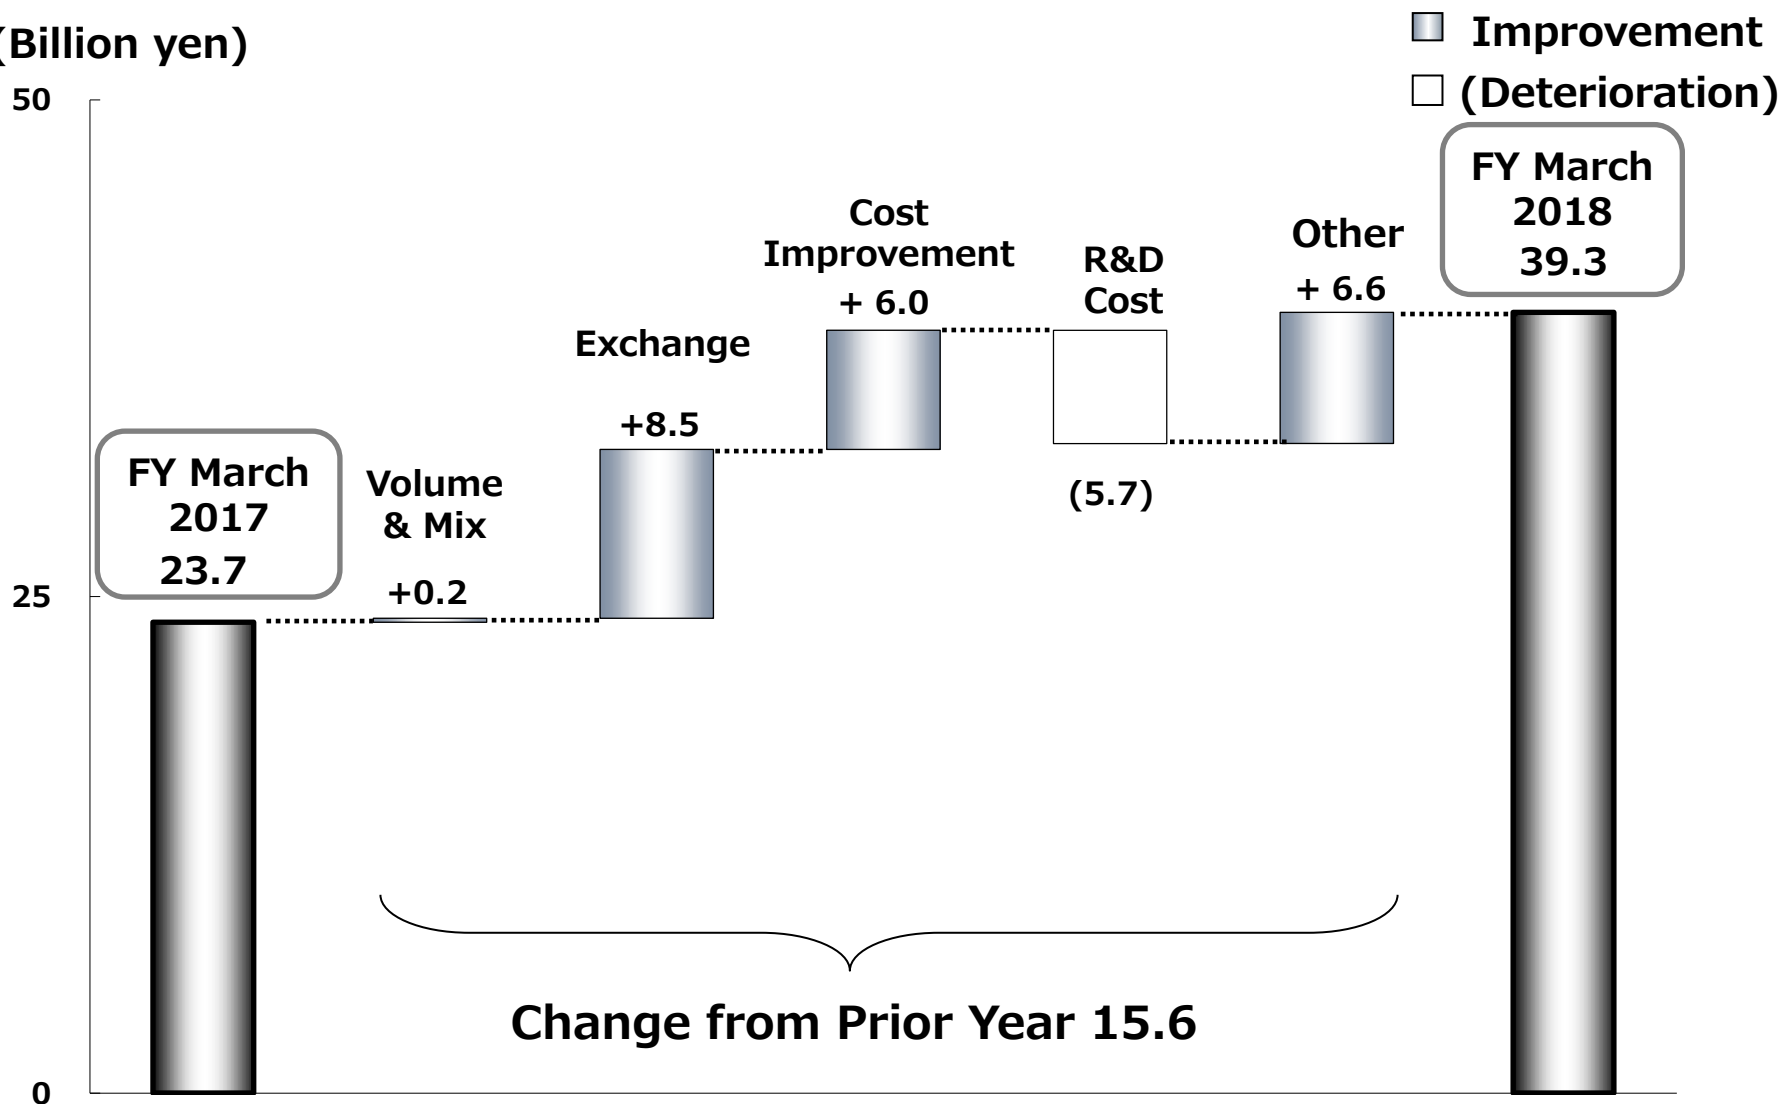 (Billion yen)
Improvement
(Deterioration)
50
25
0
FY March
2017
23.7
Volume
& Mix
+0.2
Exchange
+8.5
Cost
Improvement
+ 6.0
R&D
Cost
(5.7)
Other
+ 6.6
FY March
2018
39.3
Change from Prior Year 15.6